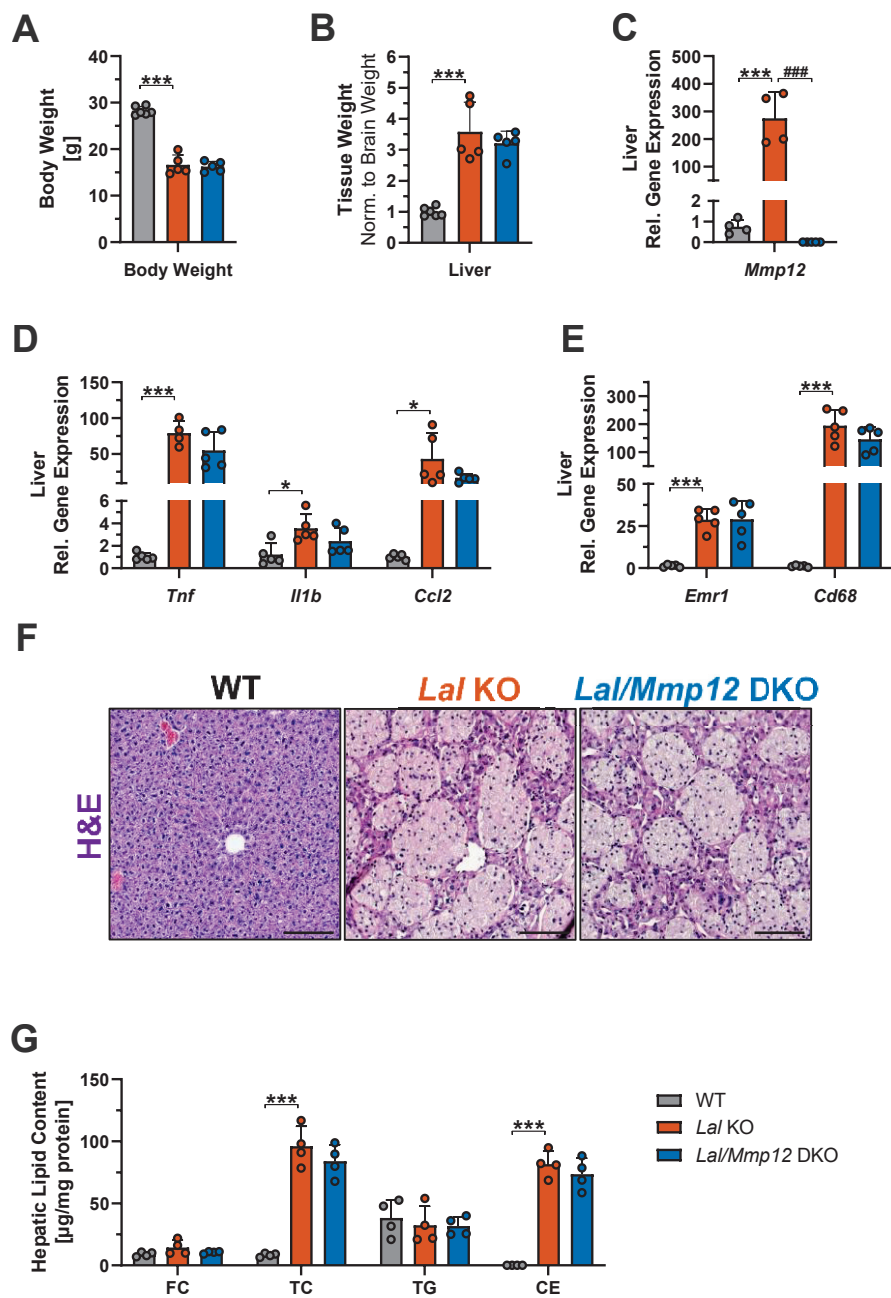 A
Body Weight
[g]
40
30
20
10
0
***
Body Weight
B
Tissue Weight
Norm. to Brain Weight
6
5
4
3
2
1
0
***
Liver
C
Liver
Rel. Gene Expression
500
400
300
200
100
2
1
0
***
###
Mmp12
D
Liver
Rel. Gene Expression
150
100
50
6
4
2
0
***
*
*
Tnf
Il1b
Ccl2
E
Liver
Rel. Gene Expression
300
200
100
50
25
0
***
***
Emr1
Cd68
F
WT
Lal KO
Lal/Mmp12 DKO
H&E
G
Hepatic Lipid Content
[µg/mg protein]
150
100
50
0
***
***
FC
TC
TG
CE
WT
Lal KO
Lal/Mmp12 DKO